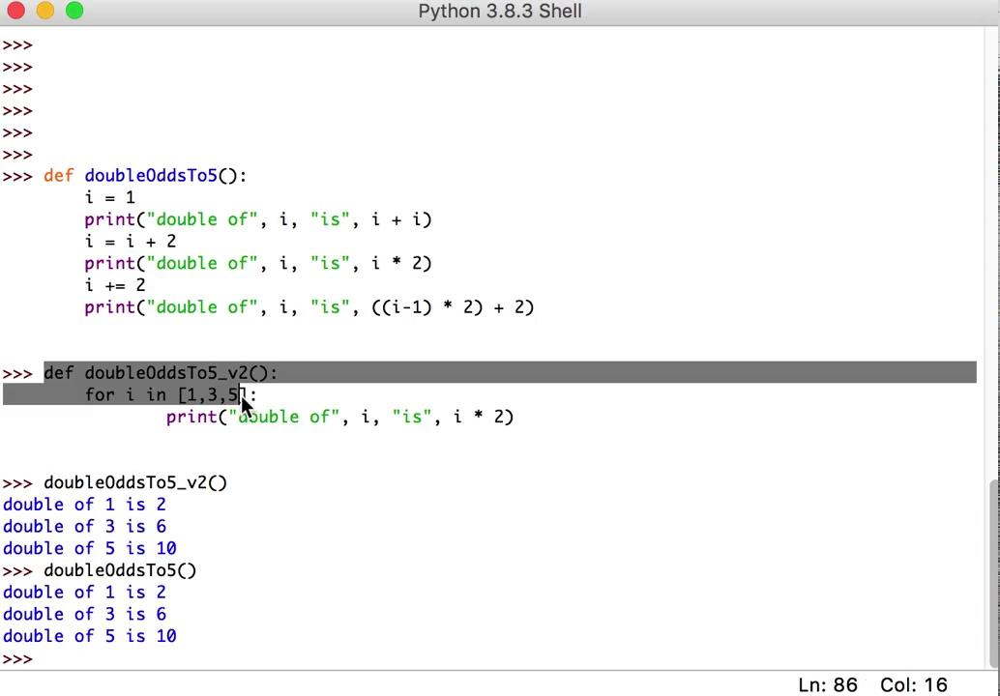 Python 3.8.3 Shell
>>>
>>>
>>>
>>>
>>>
>>>
>>> def doubleOddsTo5():
        i = 1
        print("double of", i, "is", i + i)
        i = i + 2
        print("double of", i, "is", i * 2)
        i += 2
        print("double of", i, "is", ((i-1) * 2) + 2)
>>> def doubleOddsTo5_v2():
        for i in [1,3,5]:
                print("double of", i, "is", i * 2)
>>> doubleOddsTo5_v2()
double of 1 is 2
double of 3 is 6
double of 5 is 10
>>> doubleOddsTo5()
double of 1 is 2
double of 3 is 6
double of 5 is 10
>>>
Ln: 86 Col: 16